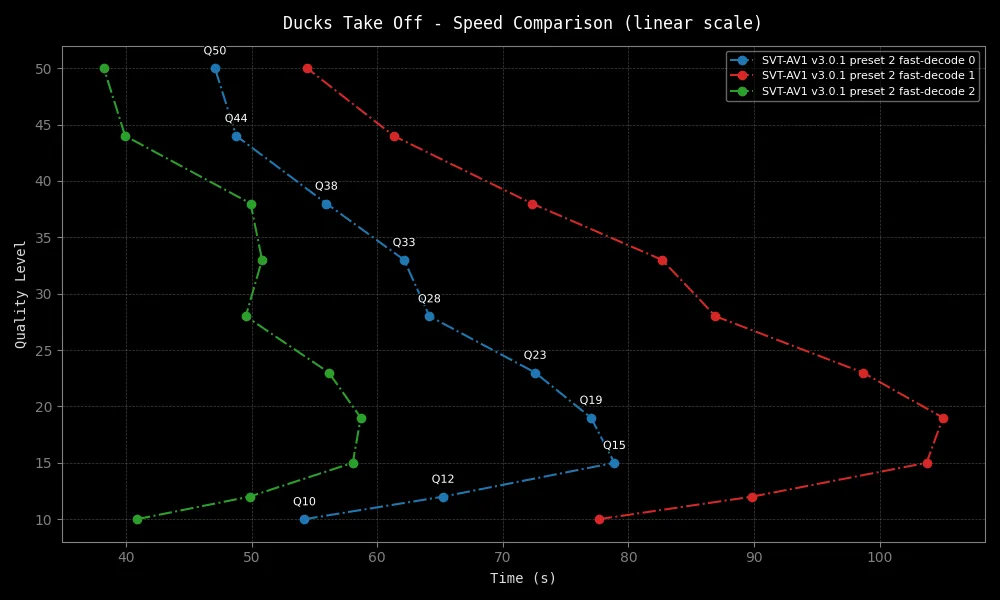 Ducks Take Off - Speed Comparison (linear scale)
SVT-AV1 v3.0.1 preset 2 fast-decode 0
SVT-AV1 v3.0.1 preset 2 fast-decode 1
SVT-AV1 v3.0.1 preset 2 fast-decode 2
Quality Level
50
45
40
35
30
25
20
15
10
Q50
Q44
Q38
Q33
Q28
Q23
Q19
Q15
Q12
Q10
40 50 60 70 80 90 100
Time (s)